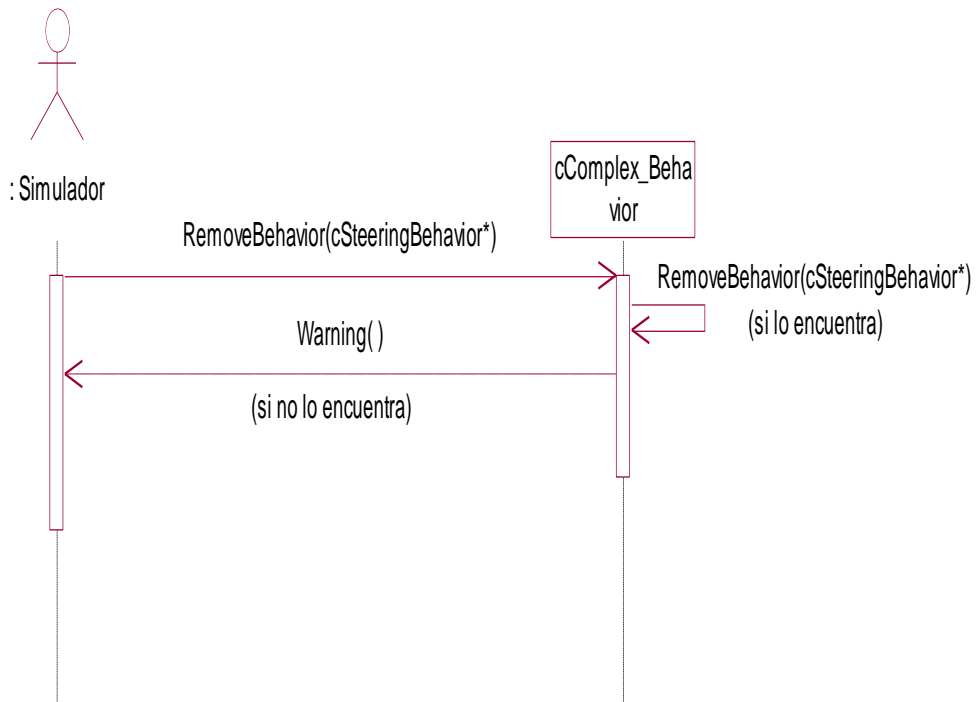 : Simulador
cComplex_Beha
vior
RemoveBehavior(cSteeringBehavior*)
RemoveBehavior(cSteeringBehavior*)
(si lo encuentra)
Warning( )
(si no lo encuentra)